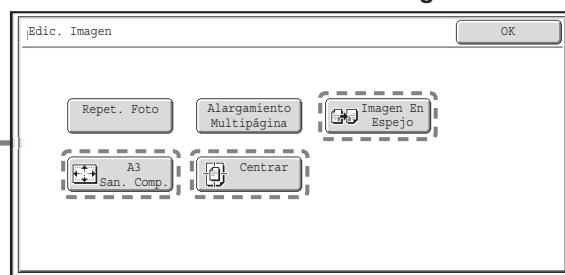 Edic. Imagen
OK
Repet. Foto
Alargamiento
Multipágina
Imagen En
Espejo
A3
San. Comp.
Centrar